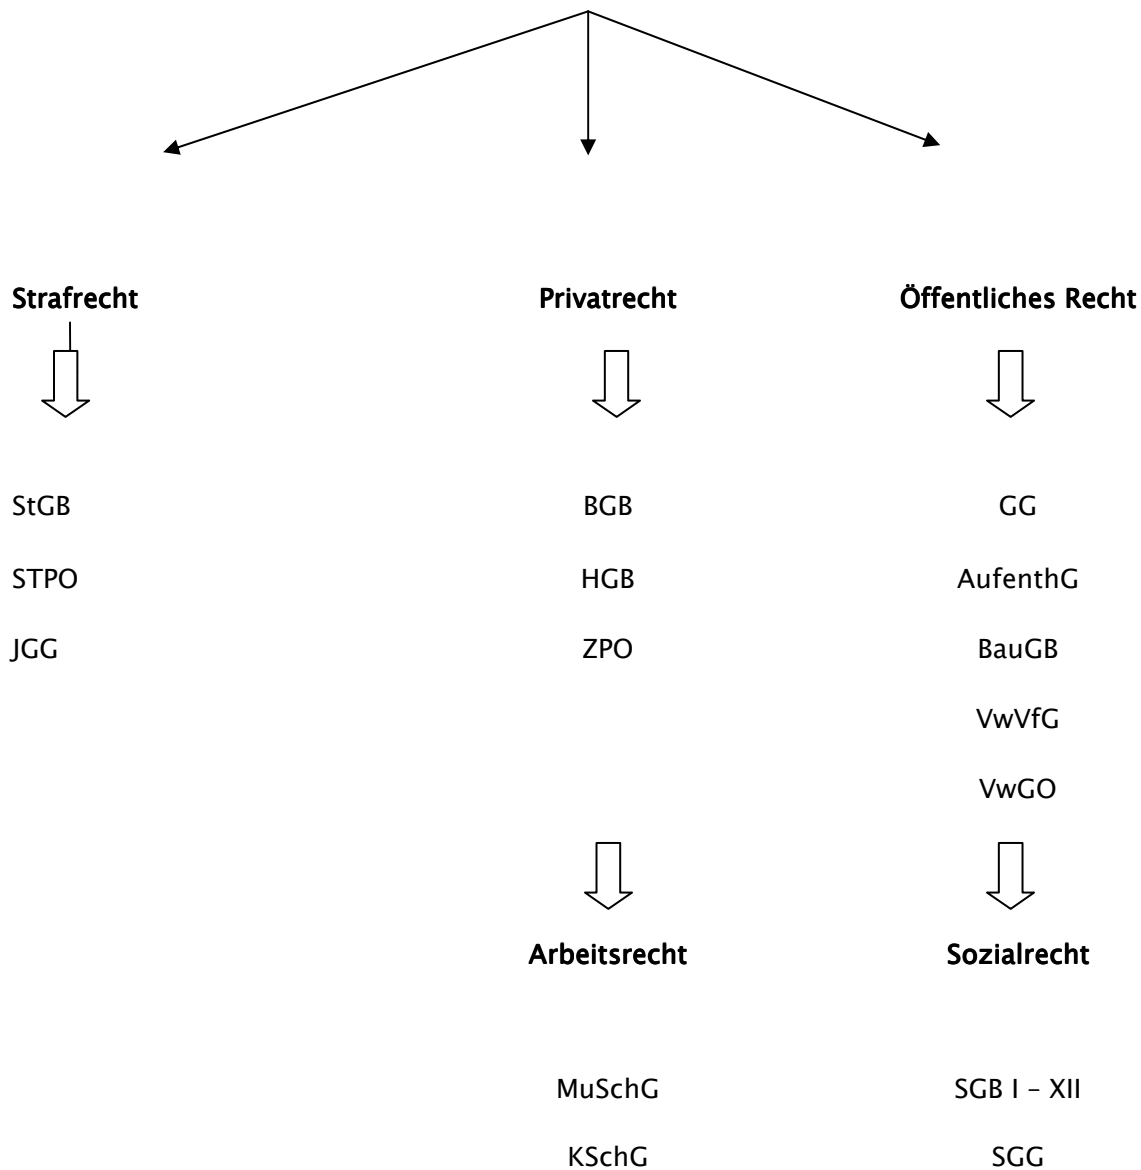 Strafrecht Privatrecht Öffentliches Recht
StGB BGB GG
STPO HGB AufenthG
JGG ZPO BauGB
VwVfG
VwGO
Arbeitsrecht Sozialrecht
MuSchG SGB I – XII
KSchG SGG